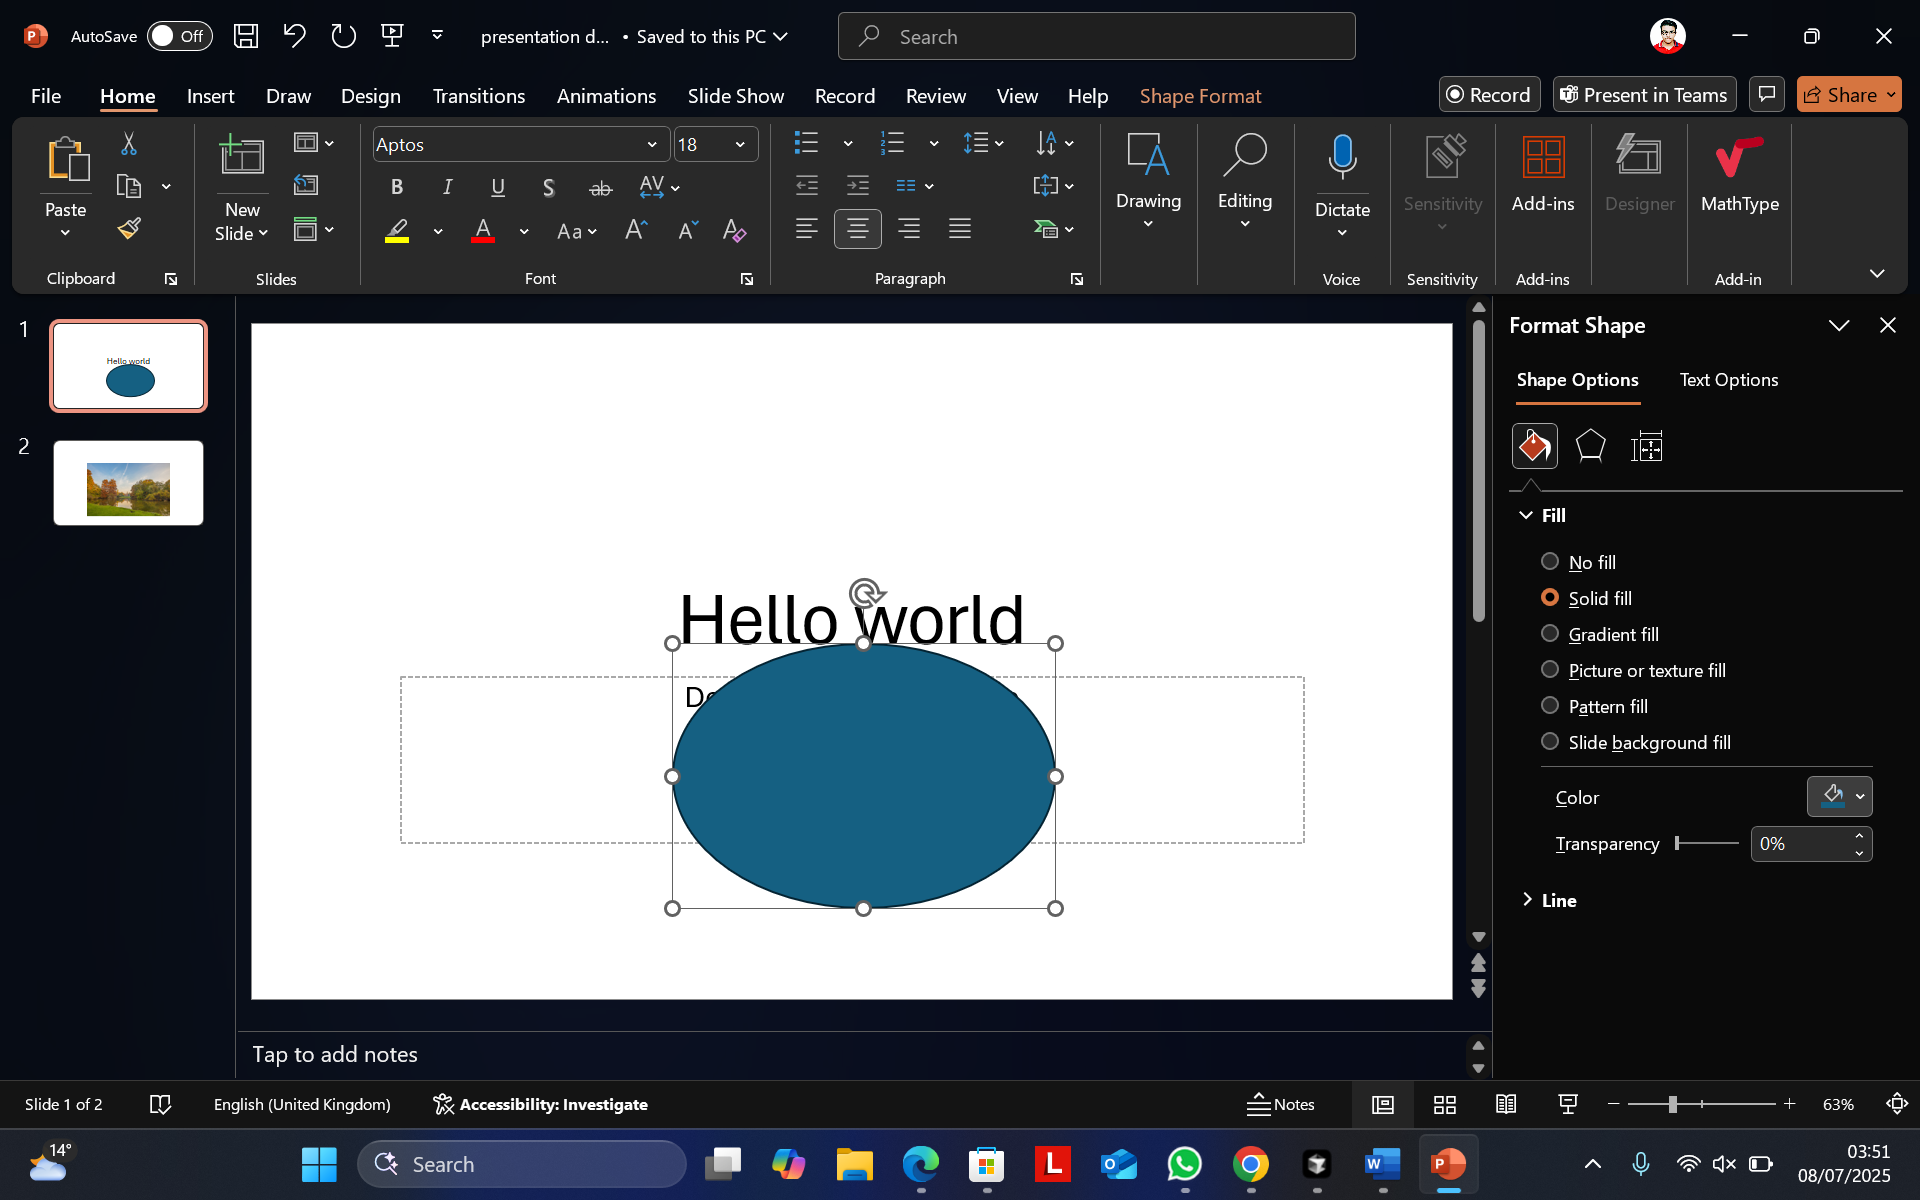 AutoSave Off presentation d... • Saved to this PC Search
File Home Insert Draw Design Transitions Animations Slide Show Record Review View Help Shape Format Record Present in Teams Share
Aptos 18
Paste
New
Slide
B I U S ab AV
A Aa A A A
Drawing Editing Dictate Sensitivity Add-ins Designer MathType
Clipboard Slides Font Paragraph Voice Sensitivity Add-ins Add-in
1
Hello world
2
Hello world
Format Shape
Shape Options Text Options
Fill
No fill
Solid fill
Gradient fill
Picture or texture fill
Pattern fill
Slide background fill
Color
Transparency 0%
Line
Tap to add notes
Slide 1 of 2 English (United Kingdom) Accessibility: Investigate Notes 63%
14° Search 03:51
08/07/2025